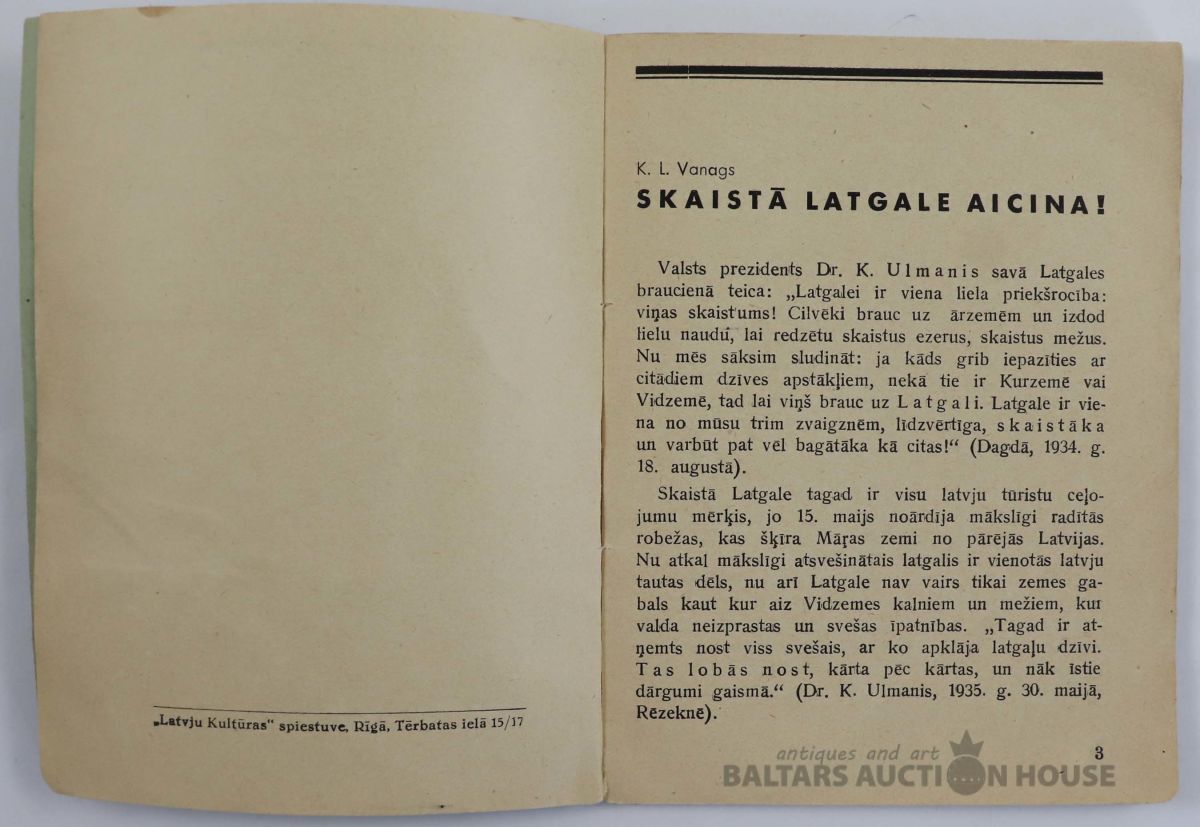 „Latvju Kultūras“ spiestuve, Rīgā, Tērbatas ielā 15/17
K. L. Vanags
SKAISTĀ LATGALE AICINA!
Valsts prezidents Dr. K. Ulmanis savā Latgales
braucienā teica: „Latgalei ir viena liela priekšrocība:
viņas skaistums! Cilvēki brauc uz ārzemēm un izdod
lielu naudu, lai redzētu skaistus ezerus, skaistus mežus.
Nu mēs sāksim sludināt: ja kāds grib iepazīties ar
citādiem dzīves apstākļiem, nekā tie ir Kurzemē vai
Vidzemē, tad lai viņš brauc uz Latgali. Latgale ir vie-
na no mūsu trim zvaigznēm, līdzvērtīga, skaistāka
un varbūt pat vēl bagātāka kā citas!“ (Dagdā, 1934. g.
18. augustā).
Skaistā Latgale tagad ir visu latvju tūristu ceļo-
jumu mērķis, jo 15. maijs noārdīja mākslīgi radītās
robežas, kas šķīra Māŗas zemi no pārējās Latvijas.
Nu atkal mākslīgi atsvešinātais latgalis ir vienotās latvju
tautas dēls, nu arī Latgale nav vairs tikai zemes ga-
bals kaut kur aiz Vidzemes kalniem un mežiem, kur
valda neizprastas un svešas īpatnības. „Tagad ir at-
ņemts nost viss svešais, ar ko apklāja latgaļu dzīvi.
Tas lobās nost, kārta pēc kārtas, un nāk īstie
dārgumi gaismā.“ (Dr. K. Ulmanis, 1935. g. 30. maijā,
Rēzeknē).
3
antiques and art
BALTARS AUCTION HOUSE